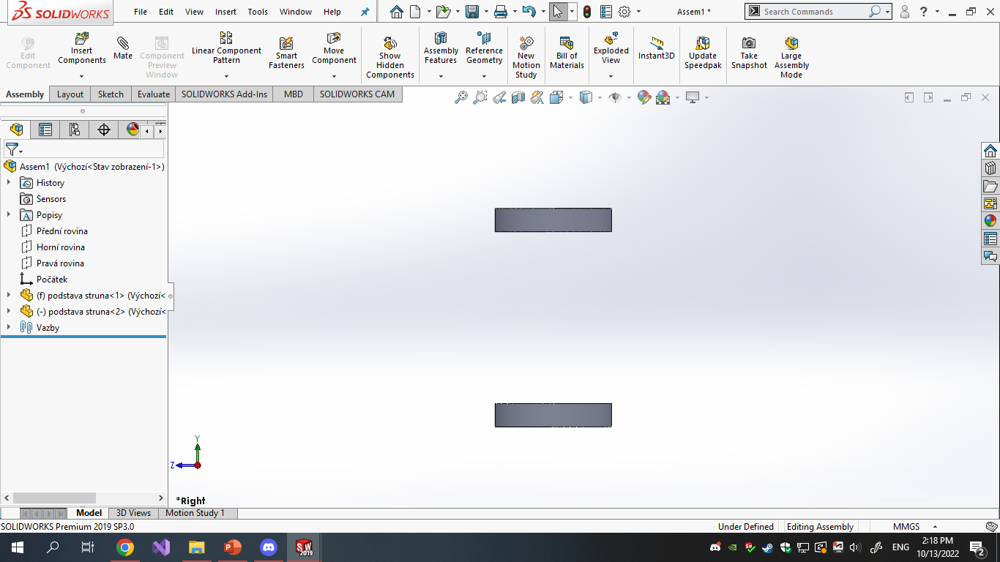 SOLIDWORKS File Edit View Insert Tools Window Help Assem1 * Search Commands ?
Edit Component
Insert Components
Mate
Component Preview Window
Linear Component Pattern
Smart Fasteners
Move Component
Show Hidden Components
Assembly Features
Reference Geometry
New Motion Study
Bill of Materials
Exploded View
Instant3D
Update Speedpak
Take Snapshot
Large Assembly Mode
Assembly Layout Sketch Evaluate SOLIDWORKS Add-Ins MBD SOLIDWORKS CAM
Assem1 (Výchozí<Stav zobrazení-1>)
History
Sensors
Popisy
Přední rovina
Horní rovina
Pravá rovina
Počátek
(f) podstava struna<1> (Výchozí<
(-) podstava struna<2> (Výchozí<
Vazby
Y
Z
*Right
Model 3D Views Motion Study 1
SOLIDWORKS Premium 2019 SP3.0 Under Defined Editing Assembly MMGS
SW 2019
ENG
2:18 PM
10/13/2022
2